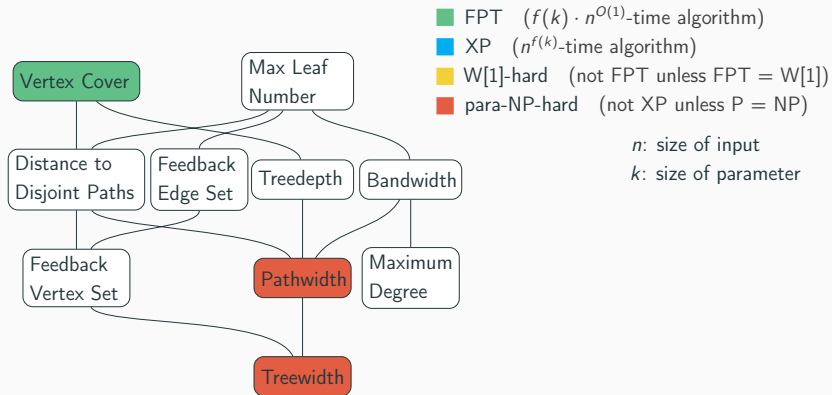 FPT (f(k) · n^{O(1)}-time algorithm)
XP (n^{f(k)}-time algorithm)
W[1]-hard (not FPT unless FPT = W[1])
para-NP-hard (not XP unless P = NP)
n: size of input
k: size of parameter
Vertex Cover
Max Leaf
Number
Distance to
Disjoint Paths
Feedback
Edge Set
Treedepth
Bandwidth
Feedback
Vertex Set
Pathwidth
Maximum
Degree
Treewidth